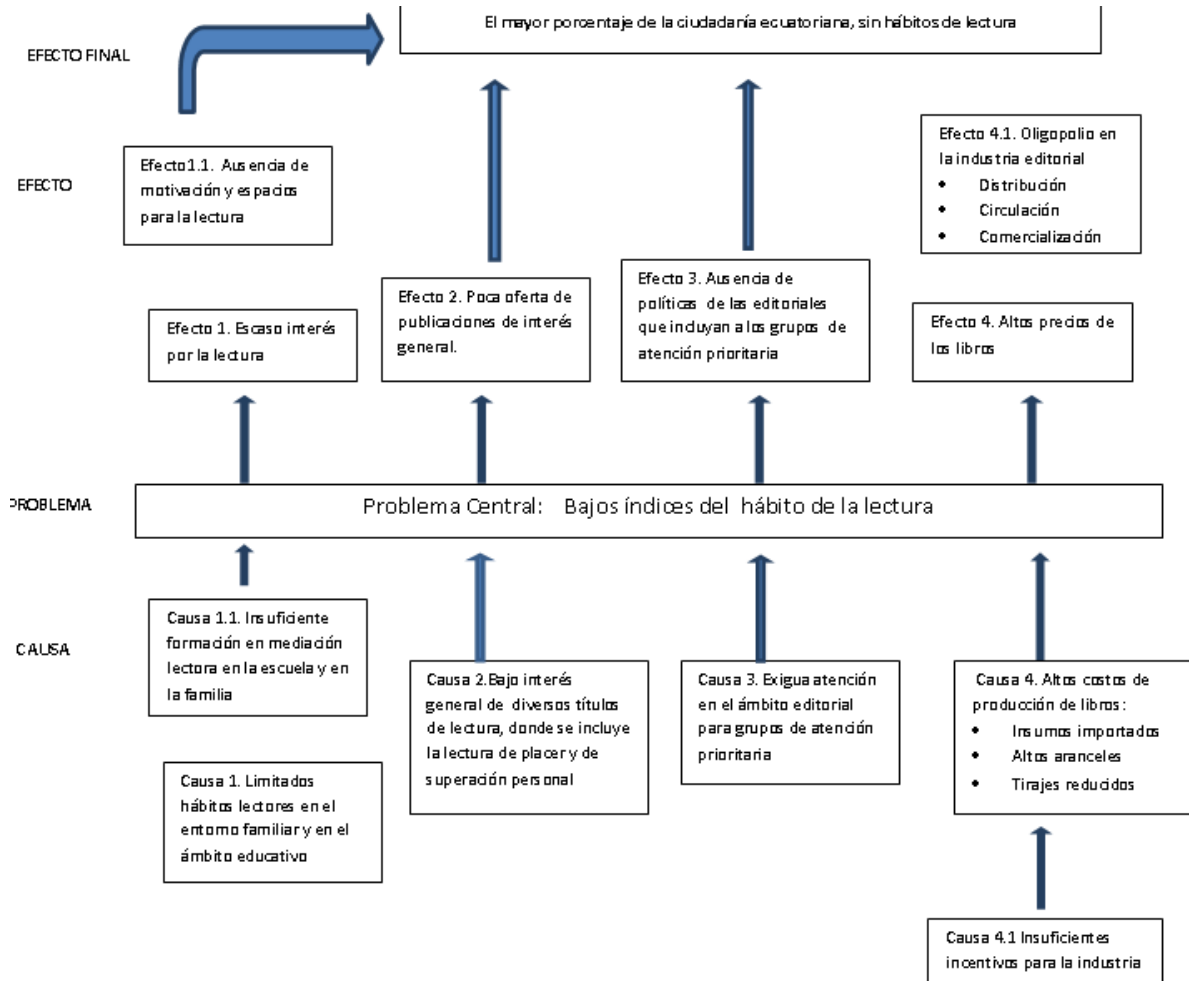 El mayor porcentaje de la ciudadanía ecuatoriana, sin hábitos de lectura
EFECTO FINAL
Efecto 4.1. Oligopolio en
la industria editorial
• Distribución
• Circulación
• Comercialización
Efecto1.1. Ausencia de
motivación y espacios
para la lectura
EFECTO
Efecto 1. Escaso interés
por la lectura
Efecto 2. Poca oferta de
publicaciones de interés
general.
Efecto 3. Ausencia de
políticas de las editoriales
que incluyan a los grupos de
atención prioritaria
Efecto 4. Altos precios de
los libros
PROBLEMA
Problema Central: Bajos índices del hábito de la lectura
CAUSA
Causa 1.1. Insuficiente
formación en mediación
lectora en la escuela y en
la familia
Causa 2.Bajo interés
general de diversos títulos
de lectura, donde se incluye
la lectura de placer y de
superación personal
Causa 3. Exigua atención
en el ámbito editorial
para grupos de atención
prioritaria
Causa 4. Altos costos de
producción de libros:
• Insumos importados
• Altos aranceles
• Tirajes reducidos
Causa 1. Limitados
hábitos lectores en el
entorno familiar y en el
ámbito educativo
Causa 4.1 Insuficientes
incentivos para la industria